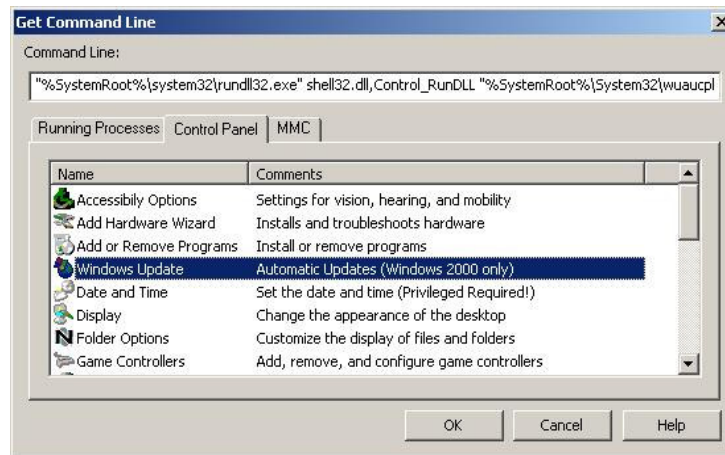 Get Command Line
Command Line:
"%SystemRoot%\system32\rundll32.exe" shell32.dll,Control_RunDLL "%SystemRoot%\System32\wuaucpl
Running Processes Control Panel MMC
Name Comments
Accessibily Options Settings for vision, hearing, and mobility
Add Hardware Wizard Installs and troubleshoots hardware
Add or Remove Programs Install or remove programs
Windows Update Automatic Updates (Windows 2000 only)
Date and Time Set the date and time (Privileged Required!)
Display Change the appearance of the desktop
Folder Options Customize the display of files and folders
Game Controllers Add, remove, and configure game controllers
OK Cancel Help